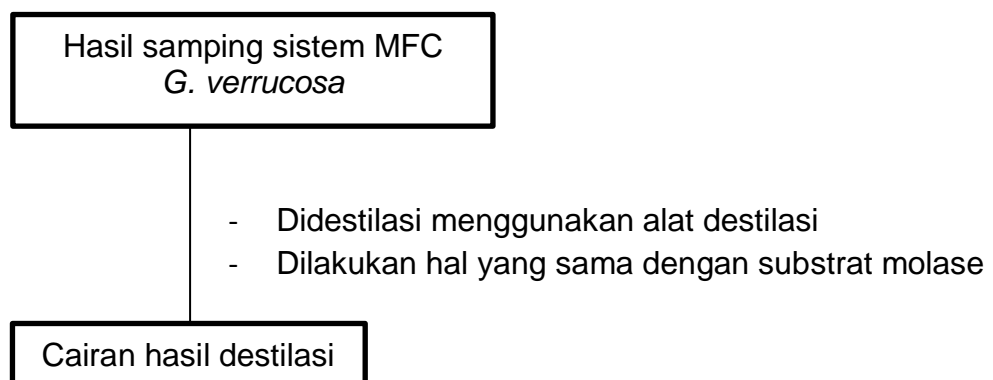 Hasil samping sistem MFC
G. verrucosa
- Didestilasi menggunakan alat destilasi
- Dilakukan hal yang sama dengan substrat molase
Cairan hasil destilasi